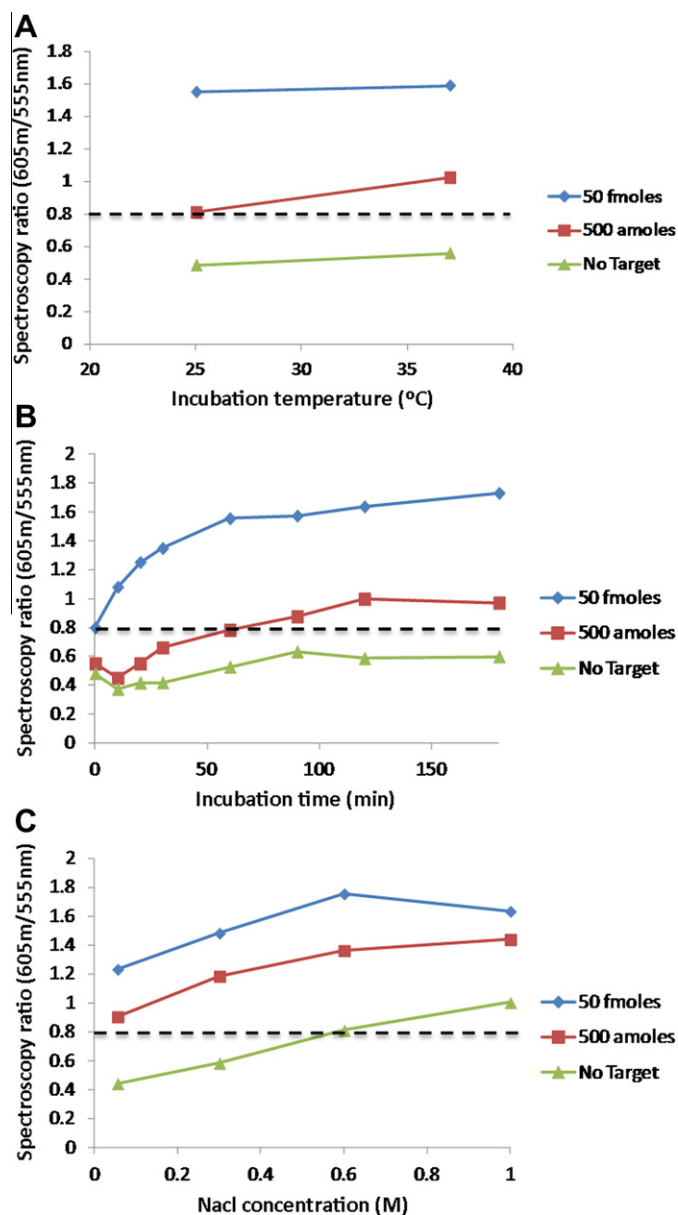 A
Spectroscopy ratio (605m/555nm)
1.8
1.6
1.4
1.2
1
0.8
0.6
0.4
0.2
0
20
25
30
35
40
Incubation temperature (ºC)
50 fmoles
500 amoles
No Target
B
Spectroscopy ratio (605m/555nm)
2
1.8
1.6
1.4
1.2
1
0.8
0.6
0.4
0.2
0
0
50
100
150
Incubation time (min)
50 fmoles
500 amoles
No Target
C
Spectroscopy ratio (605m/555nm)
2
1.8
1.6
1.4
1.2
1
0.8
0.6
0.4
0.2
0
0
0.2
0.4
0.6
0.8
1
Nacl concentration (M)
50 fmoles
500 amoles
No Target